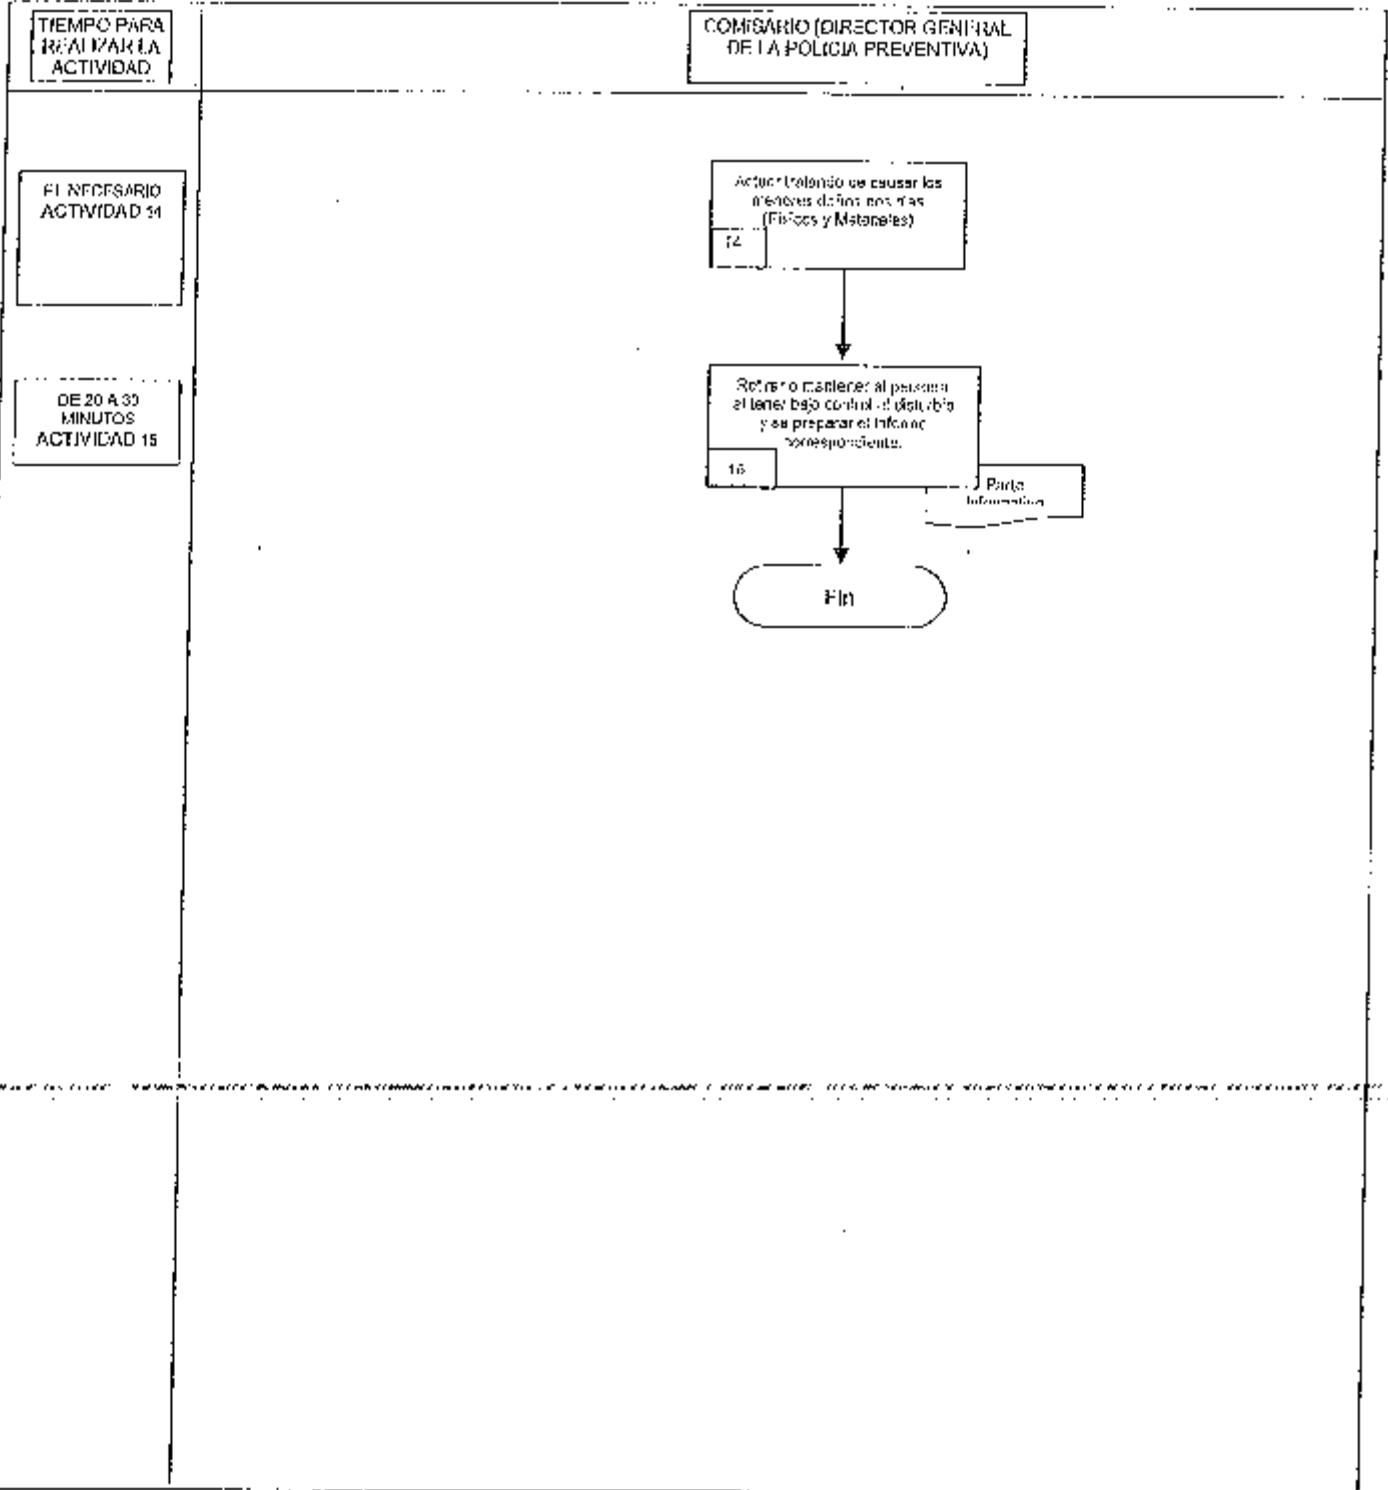 TIEMPO PARA
REALIZAR LA
ACTIVIDAD
COMISARIO (DIRECTOR GENERAL
DE LA POLICIA PREVENTIVA)
EL NECESARIO
ACTIVIDAD 14
Actuar tratando de causar los
menores daños posibles
(Físicos y Materiales)
14
DE 20 A 30
MINUTOS
ACTIVIDAD 15
Retirar o mantener al personal
al tener bajo control el disturbio
y se preparar el informe
correspondiente.
15
Parte
Informativo
Fin